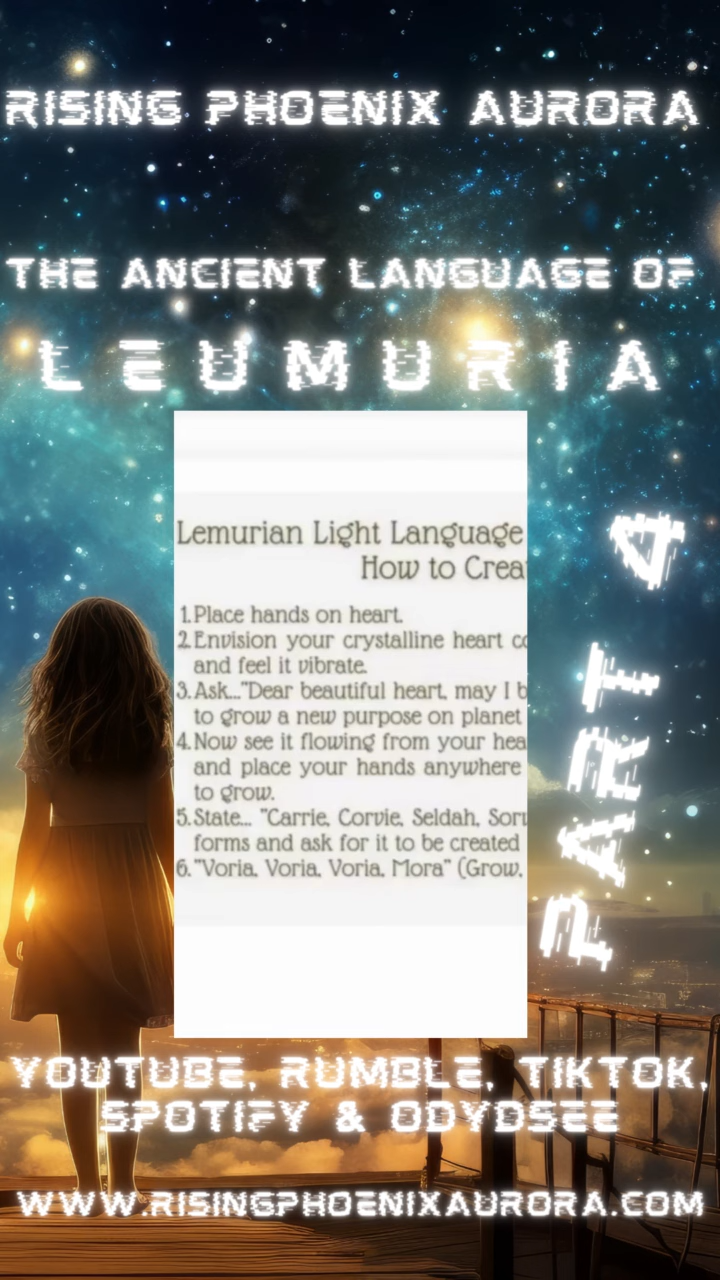 RISING PHOENIX AURORA
THE ANCIENT LANGUAGE OF
LEUMURIA
Lemurian Light Language
How to Crea
1. Place hands on heart.
2. Envision your crystalline heart co
and feel it vibrate.
3. Ask..."Dear beautiful heart, may I b
to grow a new purpose on planet
4. Now see it flowing from your hea
and place your hands anywhere
to grow.
5. State... "Carrie, Corvie, Seldah, Soru
forms and ask for it to be created
6. "Voria, Voria, Voria, Mora" (Grow,
PART 4
YOUTUBE, RUMBLE, TIKTOK,
SPOTIFY & ODYDSEE
WWW.RISINGPHOENIXAURORA.COM